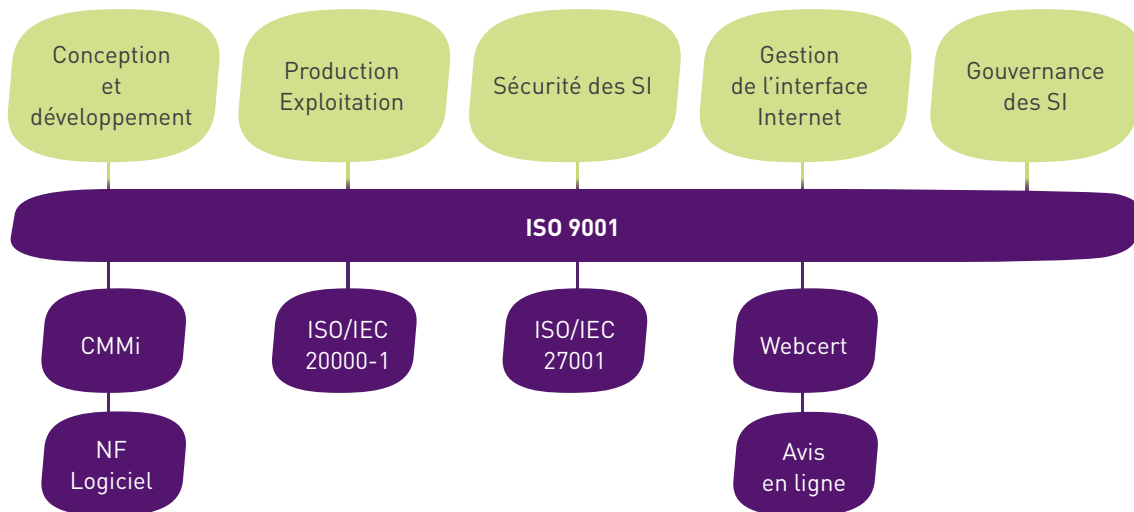 Conception
et
développement
Production
Exploitation
Sécurité des SI
Gestion
de l’interface
Internet
Gouvernance
des SI
ISO 9001
CMMi
ISO/IEC
20000-1
ISO/IEC
27001
Webcert
NF
Logiciel
Avis
en ligne